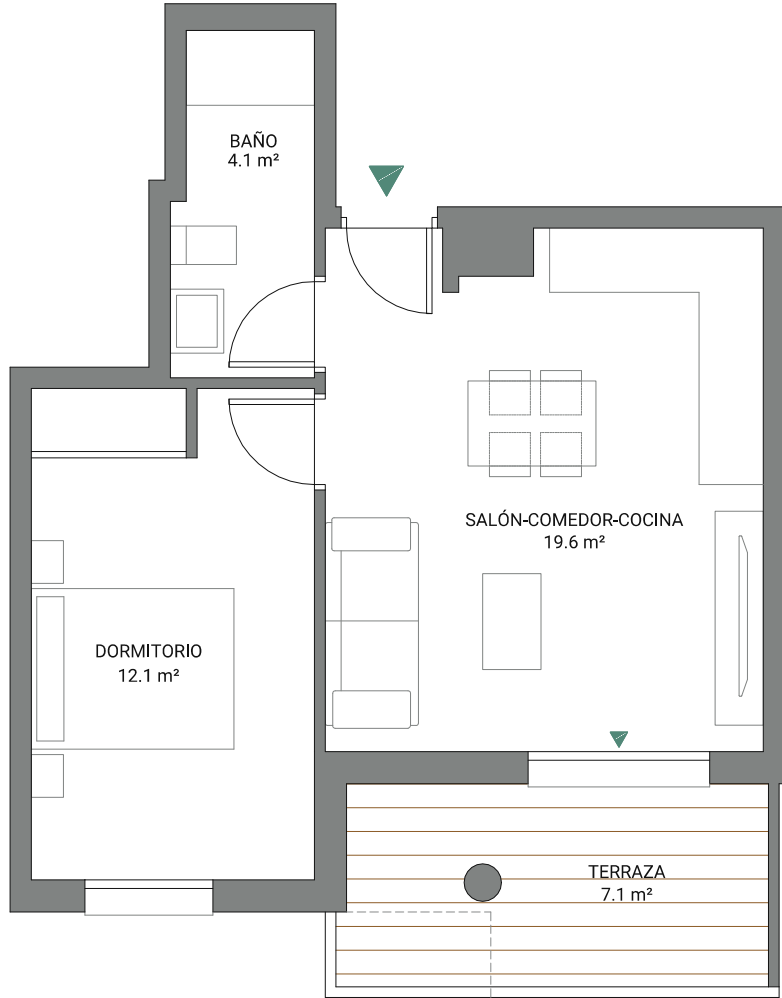 BAÑO
4.1 m²
SALÓN-COMEDOR-COCINA
19.6 m²
DORMITORIO
12.1 m²
TERRAZA
7.1 m²